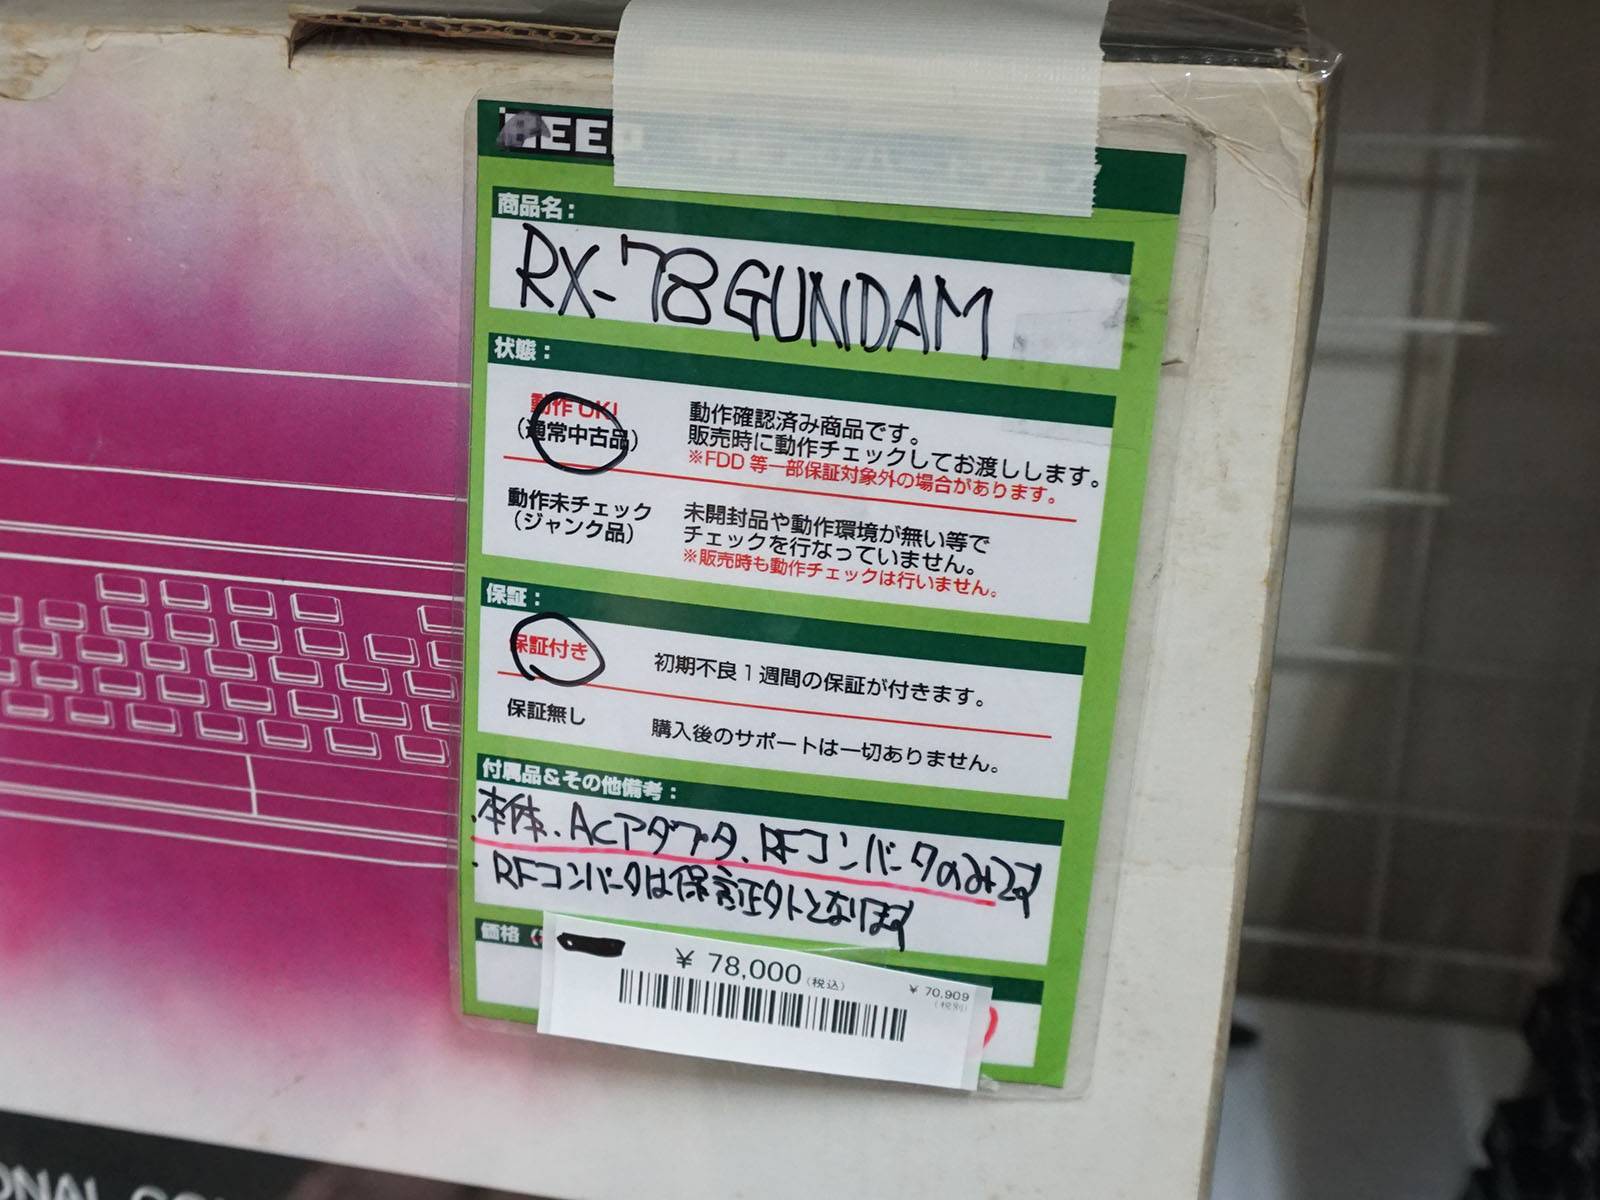 BEEP
商品名：
RX-78 GUNDAM
状態：
動作OK!
（通常中古品）
動作確認済み商品です。
販売時に動作チェックしてお渡しします。
※FDD等一部保証対象外の場合があります。
動作未チェック
（ジャンク品）
未開封品や動作環境が無い等で
チェックを行なっていません。
※販売時も動作チェックは行いません。
保証：
保証付き
初期不良1週間の保証が付きます。
保証無し
購入後のサポートは一切ありません。
付属品＆その他備考：
・本体、ACアダプタ、RFコンバータのみです
・RFコンバータは保証外となります
価格（
¥ 78,000（税込）
¥ 70,909
（税別）
ONAL CO